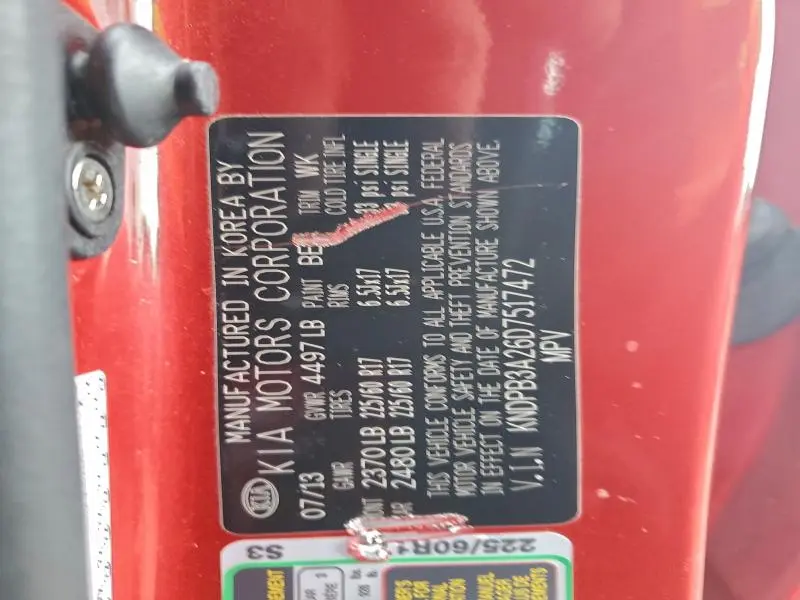 MANUFACTURED IN KOREA BY
KIA KIA MOTORS CORPORATION
07/13 GVWR 4497LB PAINT TRIM WK
GAWR TIRES RIMS COLD TIRE INFL
2370LB 225/60 R17 6.5Jx17 psi SINGLE
2480LB 225/60 R17 6.5Jx17 psi SINGLE
THIS VEHICLE CONFORMS TO ALL APPLICABLE U.S.A. FEDERAL
MOTOR VEHICLE SAFETY AND THEFT PREVENTION STANDARDS
IN EFFECT ON THE DATE OF MANUFACTURE SHOWN ABOVE.
V.I.N KNDPB3A26D7517472
MPV
S3
225/60R1